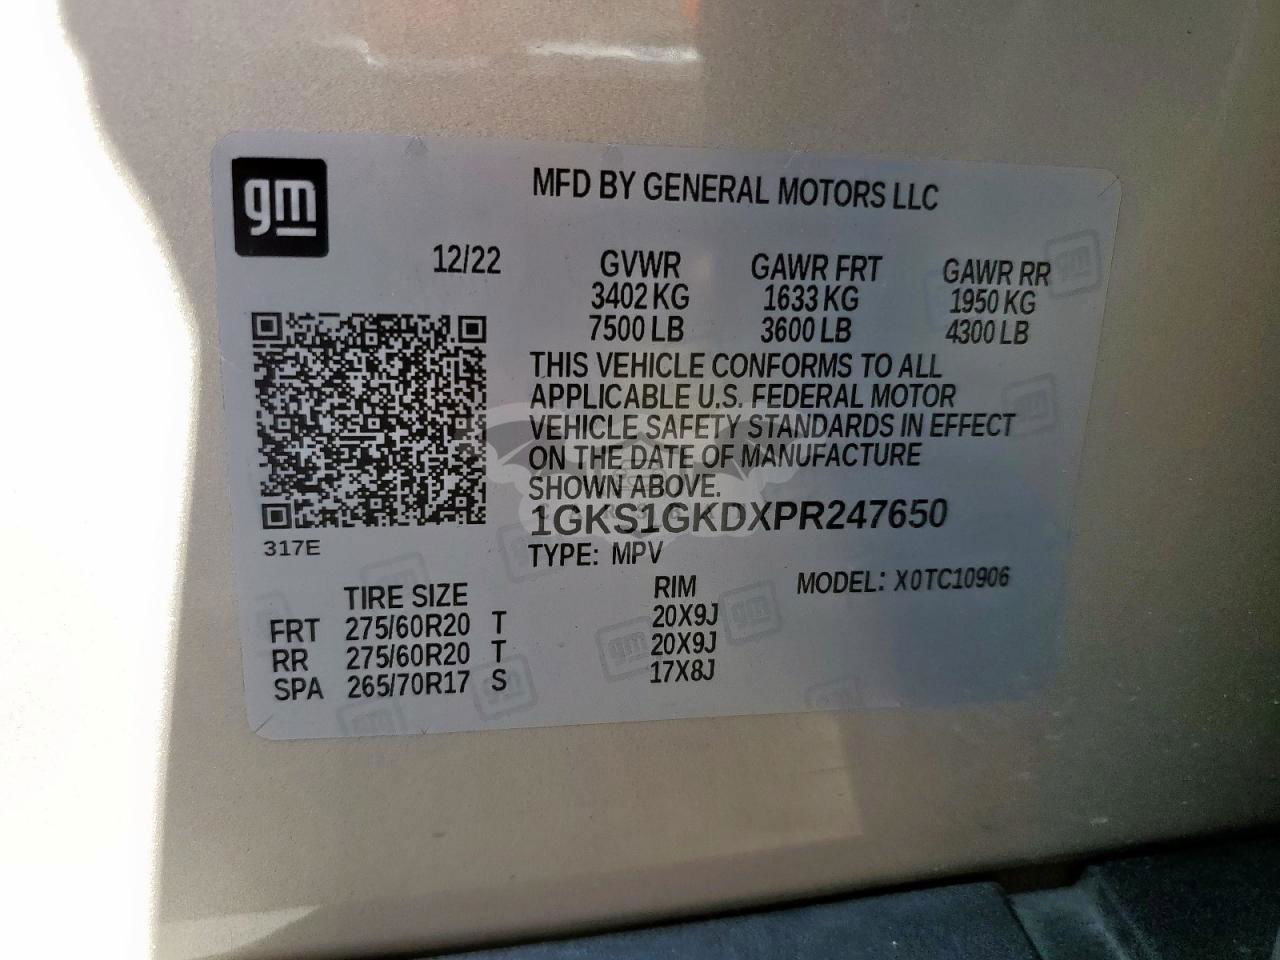 gm
MFD BY GENERAL MOTORS LLC
12/22 GVWR GAWR FRT GAWR RR
3402 KG 1633 KG 1950 KG
7500 LB 3600 LB 4300 LB
THIS VEHICLE CONFORMS TO ALL
APPLICABLE U.S. FEDERAL MOTOR
VEHICLE SAFETY STANDARDS IN EFFECT
ON THE DATE OF MANUFACTURE
SHOWN ABOVE.
1GKS1GKDXPR247650
317E
TYPE: MPV
TIRE SIZE RIM MODEL: X0TC10906
FRT 275/60R20 T 20X9J
RR 275/60R20 T 20X9J
SPA 265/70R17 S 17X8J